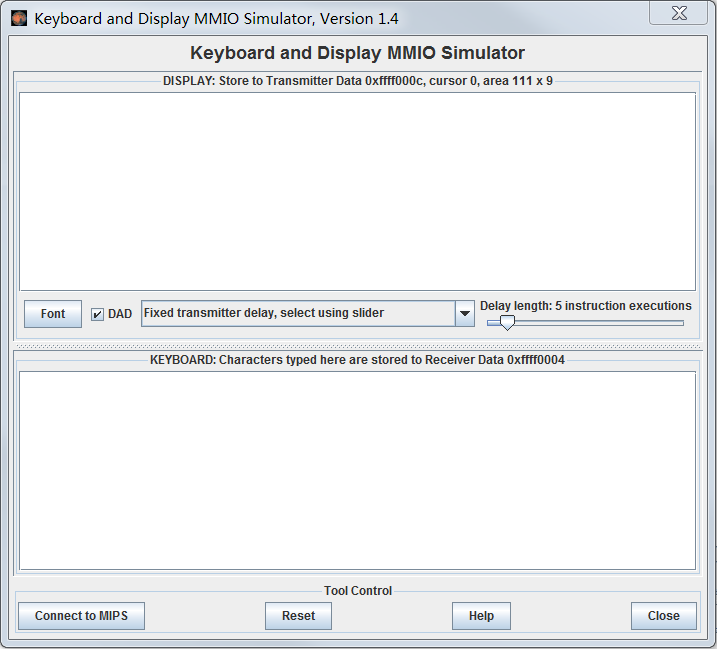 Keyboard and Display MMIO Simulator, Version 1.4
Keyboard and Display MMIO Simulator
DISPLAY: Store to Transmitter Data 0xffff000c, cursor 0, area 111 x 9
Font
DAD
Fixed transmitter delay, select using slider
Delay length: 5 instruction executions
KEYBOARD: Characters typed here are stored to Receiver Data 0xffff0004
Tool Control
Connect to MIPS
Reset
Help
Close